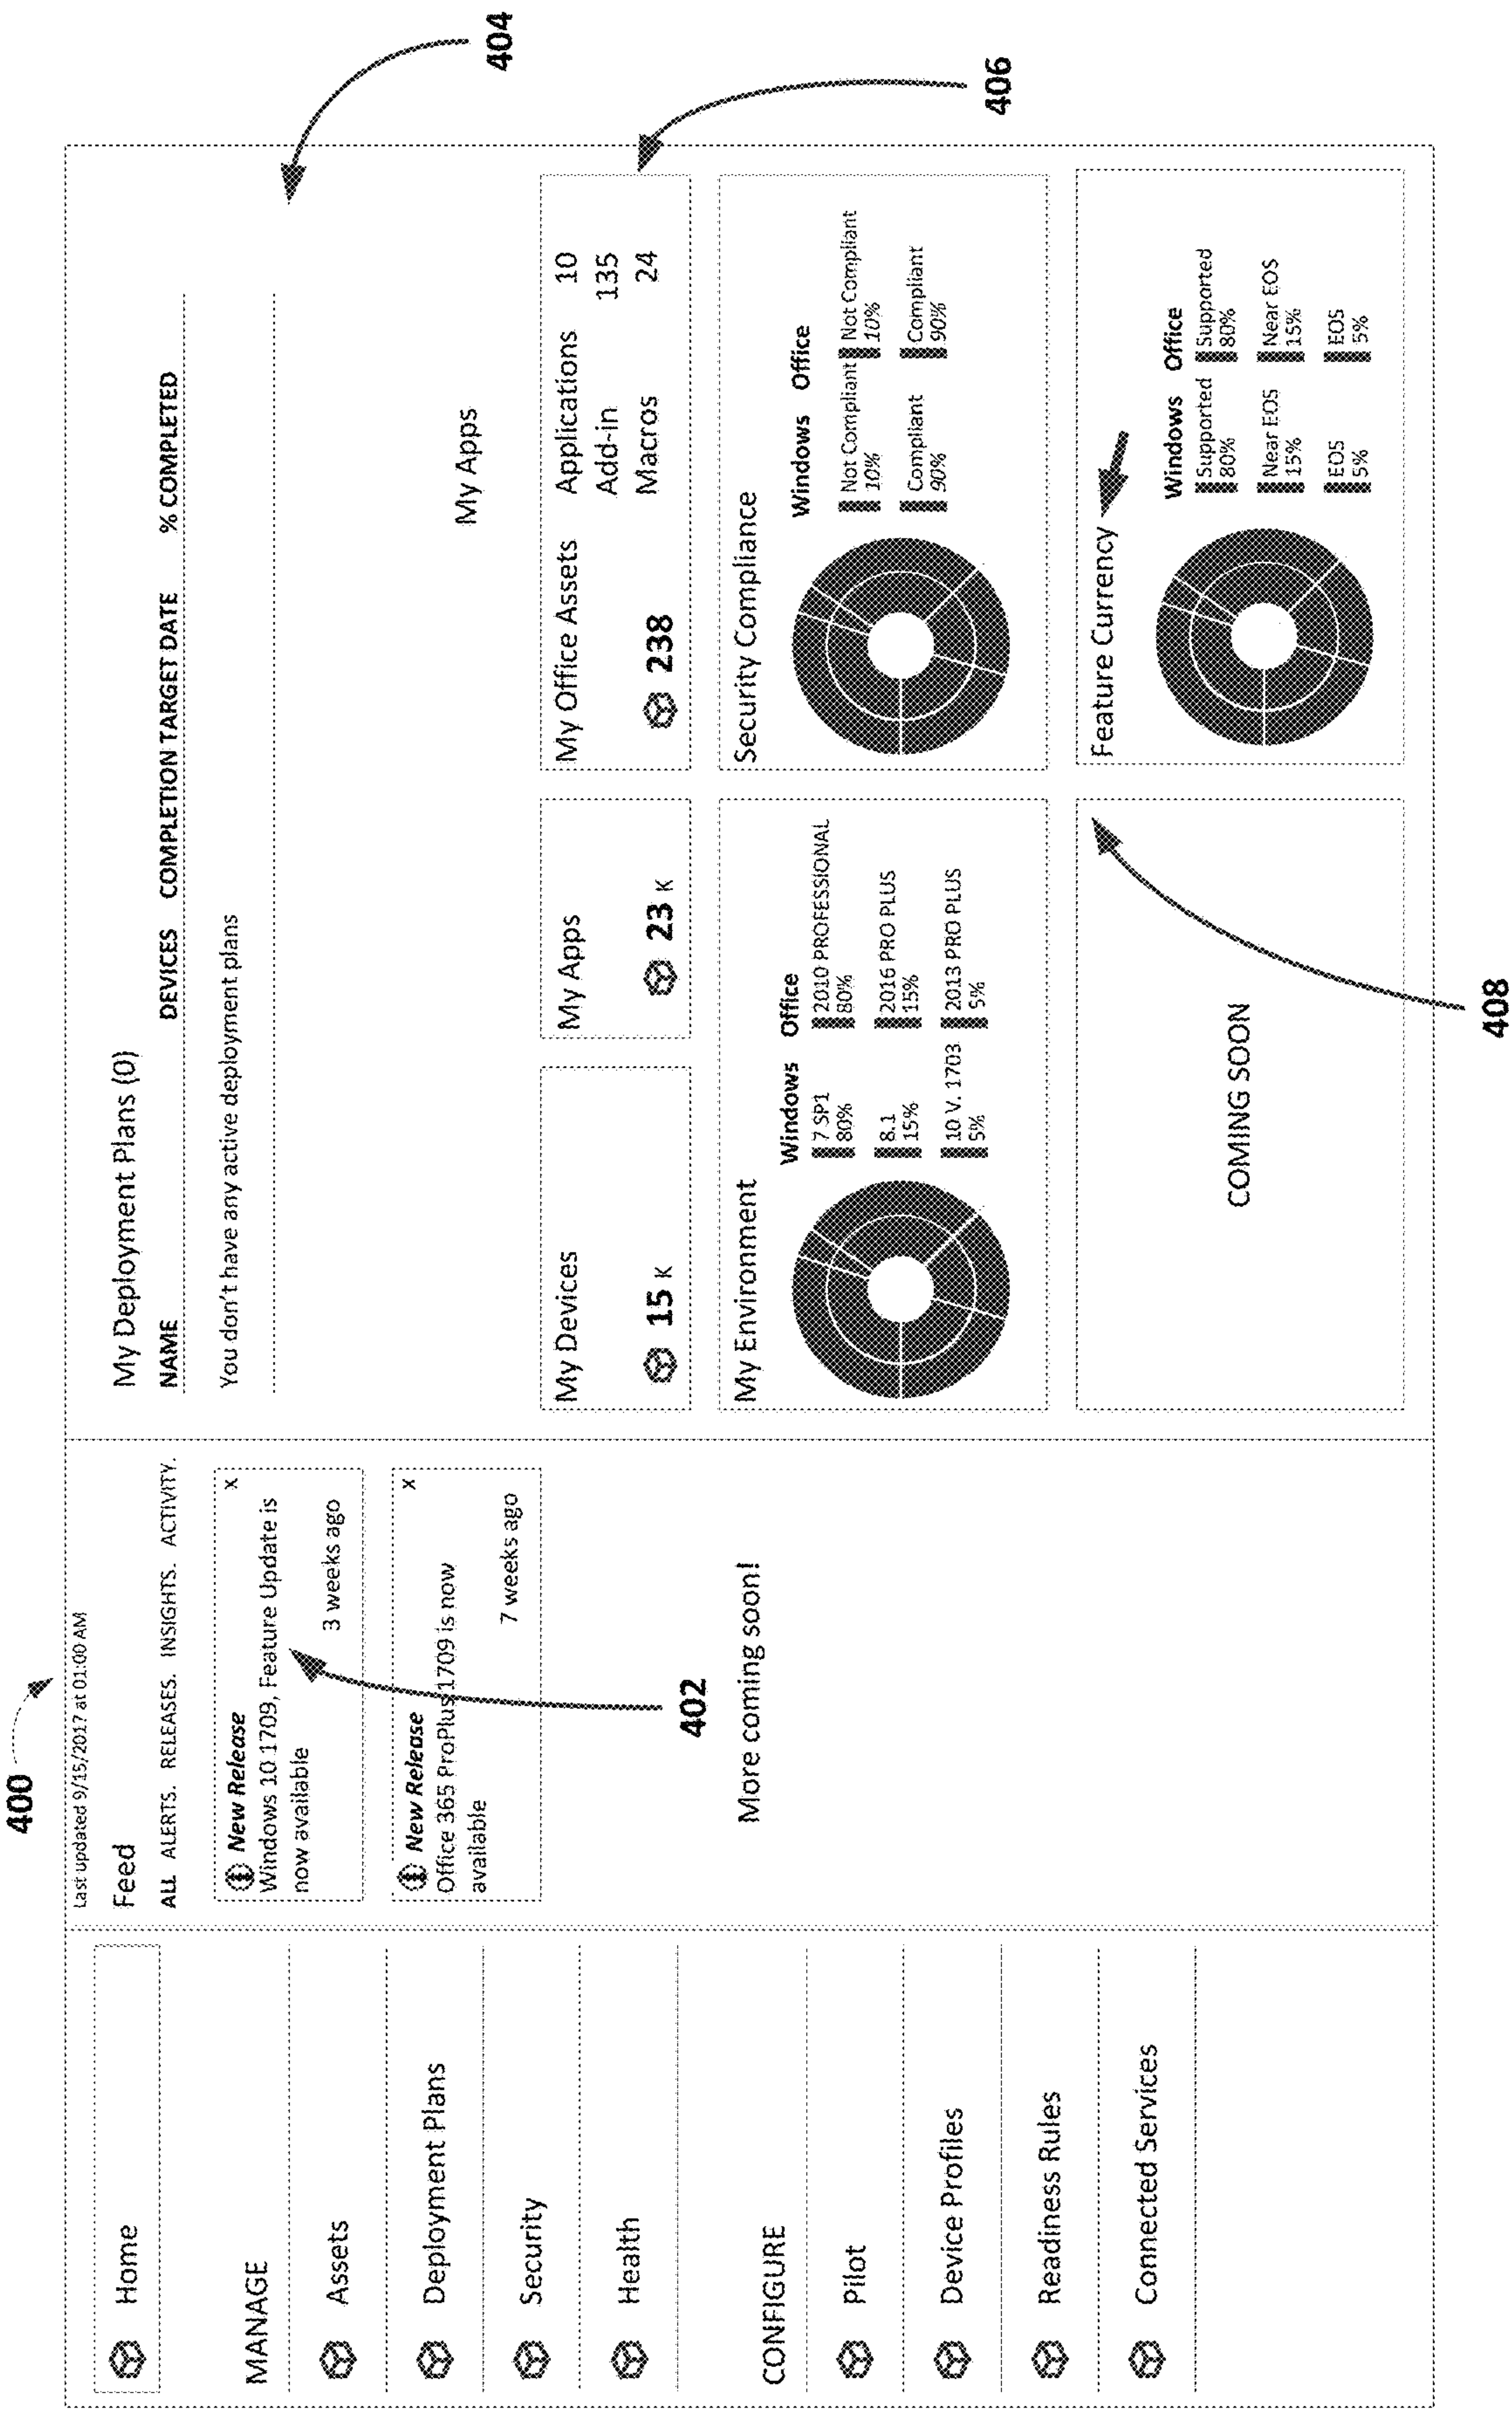 400
Last updated 9/15/2017 at 01:00 AM
Home
MANAGE
Assets
Deployment Plans
Security
Health
CONFIGURE
Pilot
Device Profiles
Readiness Rules
Connected Services
Feed
ALL ALERTS. RELEASES. INSIGHTS. ACTIVITY.
New Release
x
Windows 10 1709, Feature Update is
now available
3 weeks ago
New Release
x
Office 365 ProPlus 1709 is now
available
7 weeks ago
402
More coming soon!
My Deployment Plans (0)
NAME DEVICES COMPLETION TARGET DATE % COMPLETED
You don't have any active deployment plans
404
My Apps
My Devices
15 K
My Apps
23 K
My Office Assets
238
Applications 10
Add-in 135
Macros 24
406
My Environment
Windows Office
7 SP1 2010 PROFESSIONAL
80% 80%
8.1 2016 PRO PLUS
15% 15%
10 V. 1703 2013 PRO PLUS
5% 5%
Security Compliance
Windows Office
Not Compliant Not Compliant
10% 10%
Compliant Compliant
90% 90%
COMING SOON
Feature Currency
Windows Office
Supported Supported
80% 80%
Near EOS Near EOS
15% 15%
EOS EOS
5% 5%
408